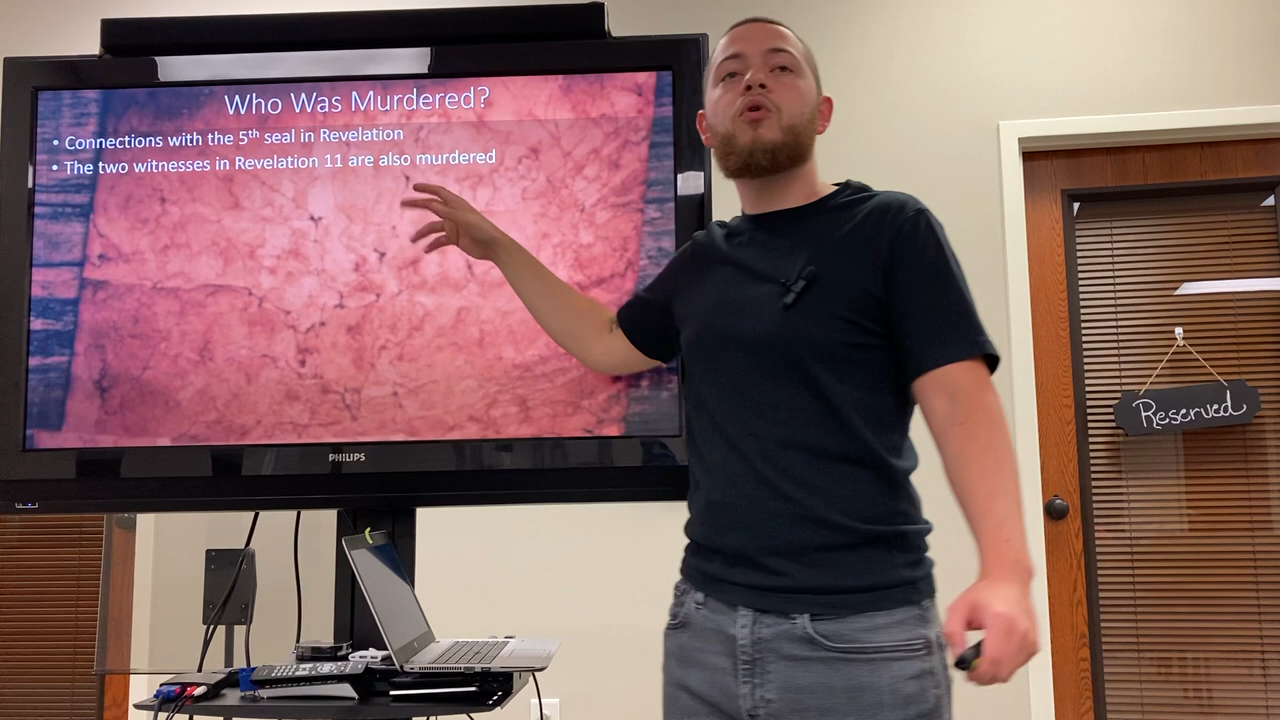 Who Was Murdered?
• Connections with the 5th seal in Revelation
• The two witnesses in Revelation 11 are also murdered
PHILIPS
Reserved